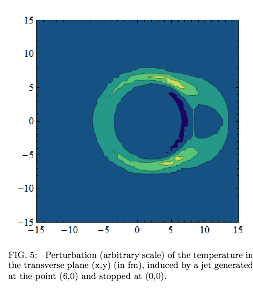 15
10
5
0
−5
−10
−15
−15 −10 −5 0 5 10 15
FIG. 5: Perturbation (arbitrary scale) of the temperature in
the transverse plane (x,y) (in fm), induced by a jet generated
at the point (6,0) and stopped at (0,0).